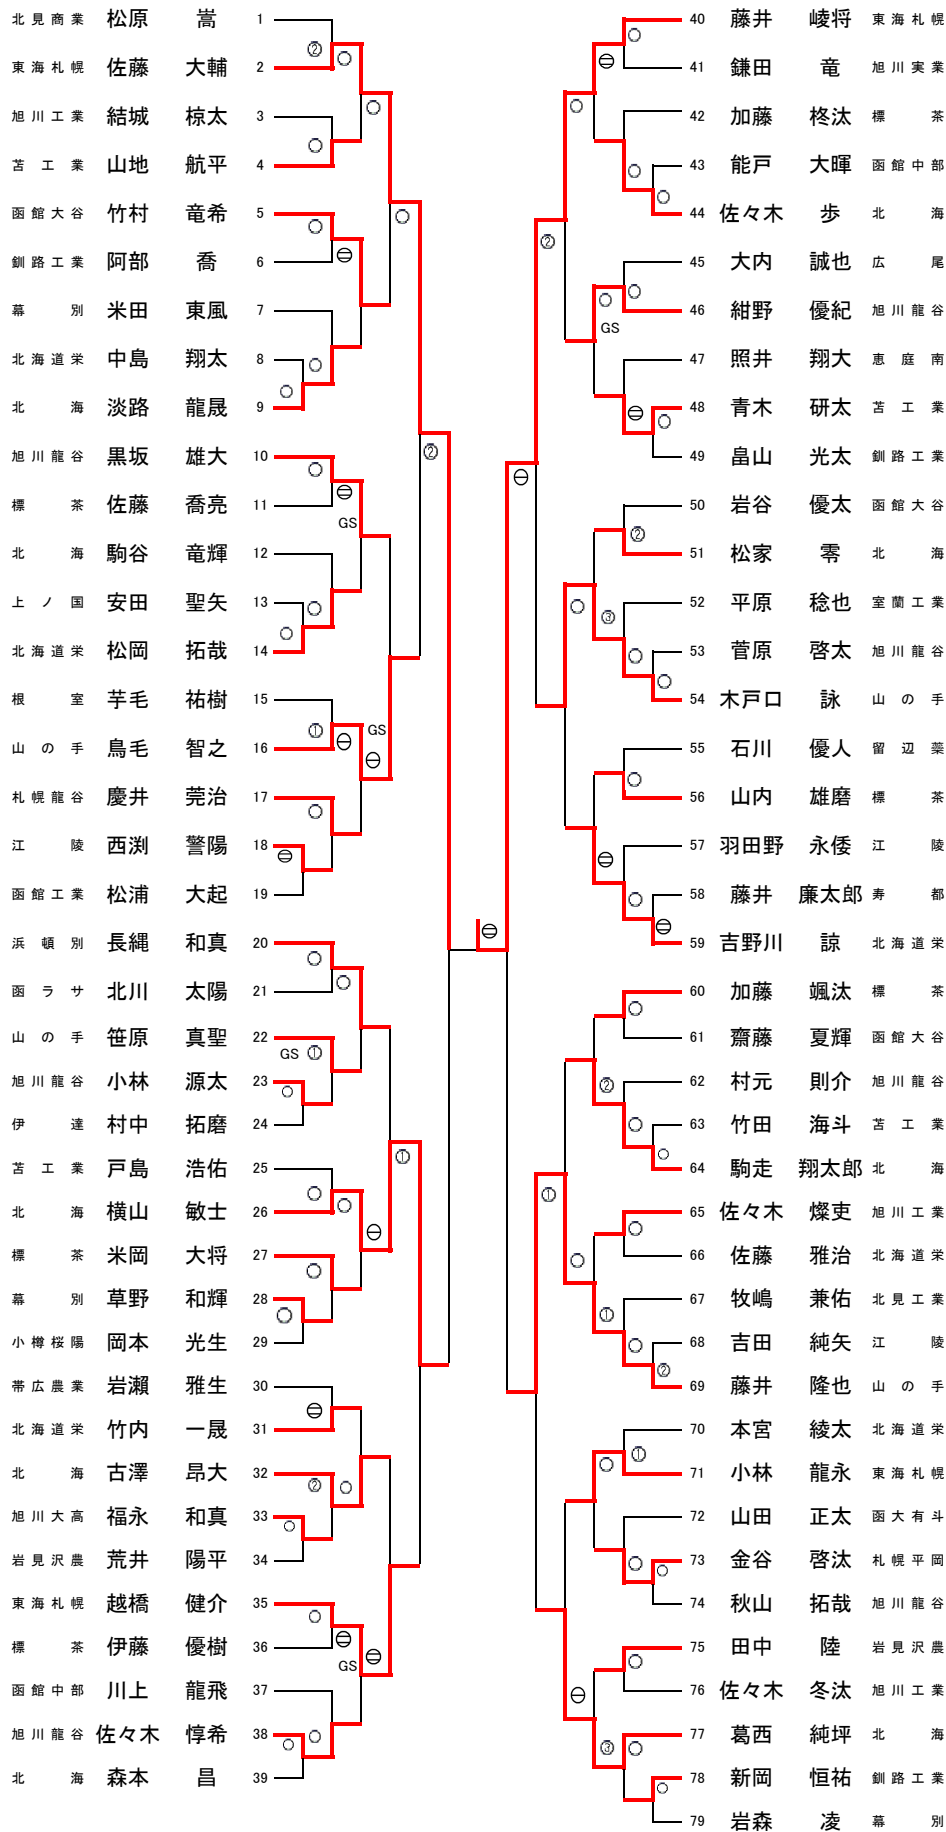 北見商業 松原 嵩 1
東海札幌 佐藤 大輔 2
旭川工業 結城 椋太 3
苫工業 山地 航平 4
函館大谷 竹村 竜希 5
釧路工業 阿部 喬 6
幕別 米田 東風 7
北海道栄 中島 翔太 8
北海 淡路 龍晟 9
旭川龍谷 黒坂 雄大 10
標茶 佐藤 喬亮 11
北海 駒谷 竜輝 12
上ノ国 安田 聖矢 13
北海道栄 松岡 拓哉 14
根室 芋毛 祐樹 15
山の手 鳥毛 智之 16
札幌龍谷 慶井 莞治 17
江陵 西渕 警陽 18
函館工業 松浦 大起 19
浜頓別 長縄 和真 20
函ラサ 北川 太陽 21
山の手 笹原 真聖 22
旭川龍谷 小林 源太 23
伊達 村中 拓磨 24
苫工業 戸島 浩佑 25
北海 横山 敏士 26
標茶 米岡 大将 27
幕別 草野 和輝 28
小樽桜陽 岡本 光生 29
帯広農業 岩瀬 雅生 30
北海道栄 竹内 一晟 31
北海 古澤 昂大 32
旭川大高 福永 和真 33
岩見沢農 荒井 陽平 34
東海札幌 越橋 健介 35
標茶 伊藤 優樹 36
函館中部 川上 龍飛 37
旭川龍谷 佐々木 惇希 38
北海 森本 昌 39
② ○ ○ ○ ○
○ ⊖ ○ ○
②
○ ⊖ GS
○ ○
① ⊖ GS ⊖
○ ⊖
○ ○
GS ① ○
①
○ ○ ⊖
○ ○
⊖
② ○ ○
○ ⊖ GS ⊖
○ ○
⊖
40 藤井 崚将 東海札幌
41 鎌田 竜 旭川実業
42 加藤 柊汰 標茶
43 能戸 大暉 函館中部
44 佐々木 歩 北海
45 大内 誠也 広尾
46 紺野 優紀 旭川龍谷
47 照井 翔大 恵庭南
48 青木 研太 苫工業
49 畠山 光太 釧路工業
50 岩谷 優太 函館大谷
51 松家 零 北海
52 平原 稔也 室蘭工業
53 菅原 啓太 旭川龍谷
54 木戸口 詠 山の手
55 石川 優人 留辺蘂
56 山内 雄磨 標茶
57 羽田野 永倭 江陵
58 藤井 廉太郎 寿都
59 吉野川 諒 北海道栄
60 加藤 颯汰 標茶
61 齋藤 夏輝 函館大谷
62 村元 則介 旭川龍谷
63 竹田 海斗 苫工業
64 駒走 翔太郎 北海
65 佐々木 燦吏 旭川工業
66 佐藤 雅治 北海道栄
67 牧嶋 兼佑 北見工業
68 吉田 純矢 江陵
69 藤井 隆也 山の手
70 本宮 綾太 北海道栄
71 小林 龍永 東海札幌
72 山田 正太 函大有斗
73 金谷 啓汰 札幌平岡
74 秋山 拓哉 旭川龍谷
75 田中 陸 岩見沢農
76 佐々木 冬汰 旭川工業
77 葛西 純坪 北海
78 新岡 恒祐 釧路工業
79 岩森 凌 幕別
○ ⊖ ○
○ ○
②
○ ○ GS
⊖ ○
⊖
②
○ ③ ○ ○
○
⊖ ○ ⊖
○
② ○ ○
①
○ ○
① ○ ②
○ ①
○ ○
○ ⊖
③ ○ ○